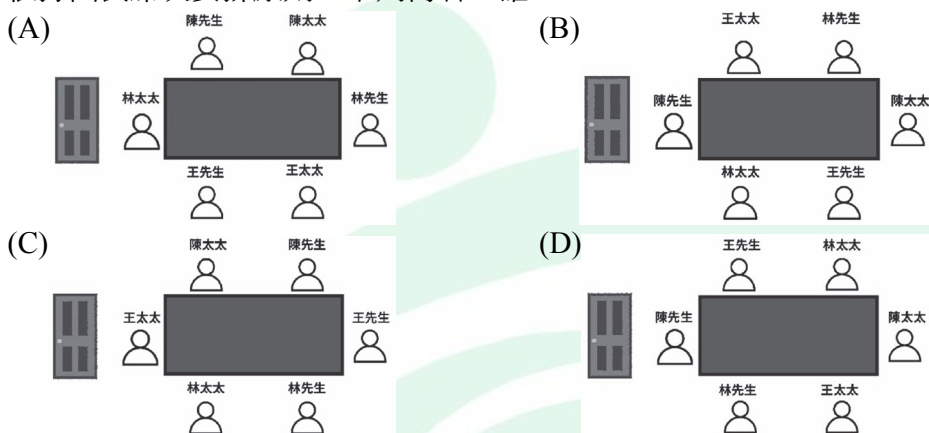 (A)
陳先生 陳太太
林太太 林先生
王先生 王太太
(B)
王太太 林先生
陳先生 陳太太
林太太 王先生
(C)
陳太太 陳先生
王太太 王先生
林太太 林先生
(D)
王先生 林太太
陳先生 陳太太
林先生 王太太